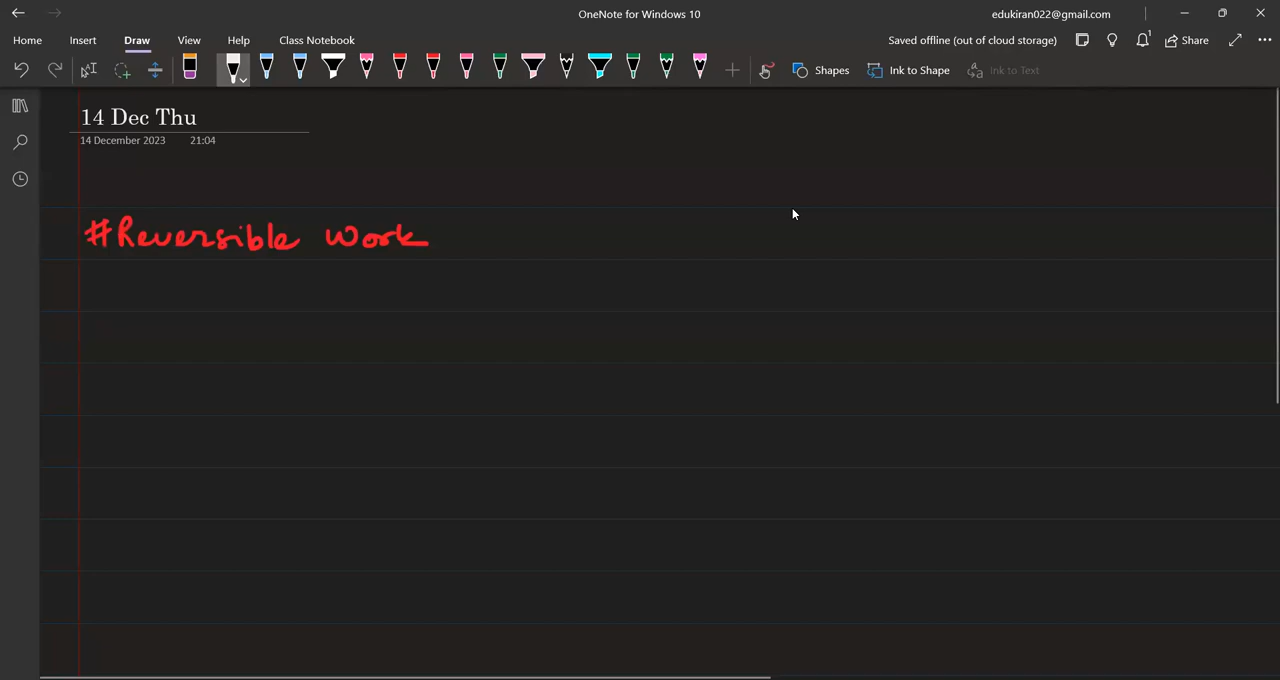 OneNote for Windows 10
edukiran022@gmail.com
Home Insert Draw View Help Class Notebook
Saved offline (out of cloud storage)
1
Share
Shapes
Ink to Shape
Ink to Text
14 Dec Thu
14 December 2023 21:04
#Reversible Work